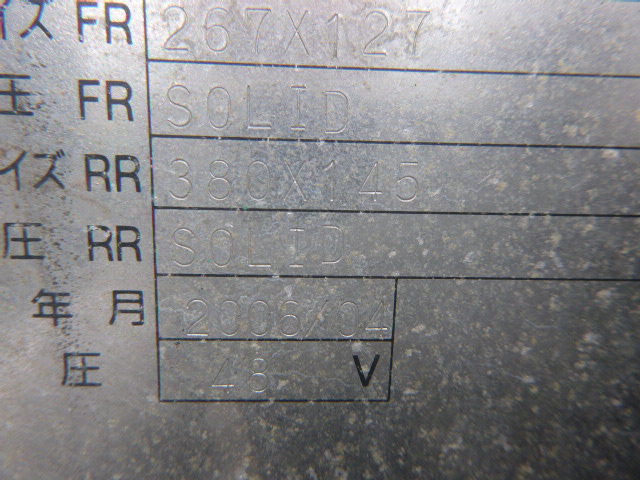 イズ FR 267X127
圧 FR SOLID
イズ RR 380X145
圧 RR SOLID
年 月 2006/04
圧 48 V